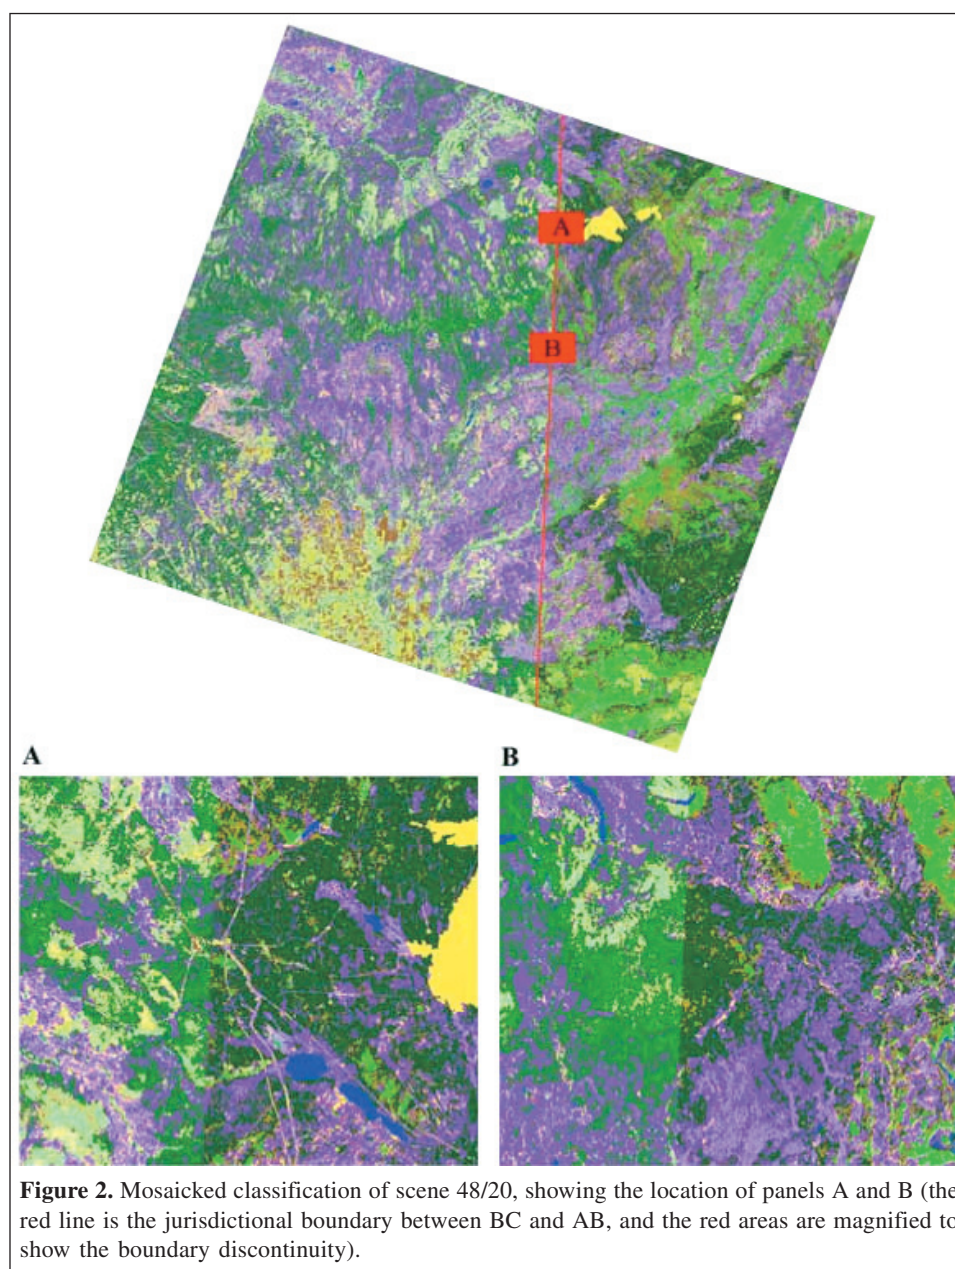 A
B
A
B
Figure 2. Mosaicked classification of scene 48/20, showing the location of panels A and B (the
red line is the jurisdictional boundary between BC and AB, and the red areas are magnified to
show the boundary discontinuity).